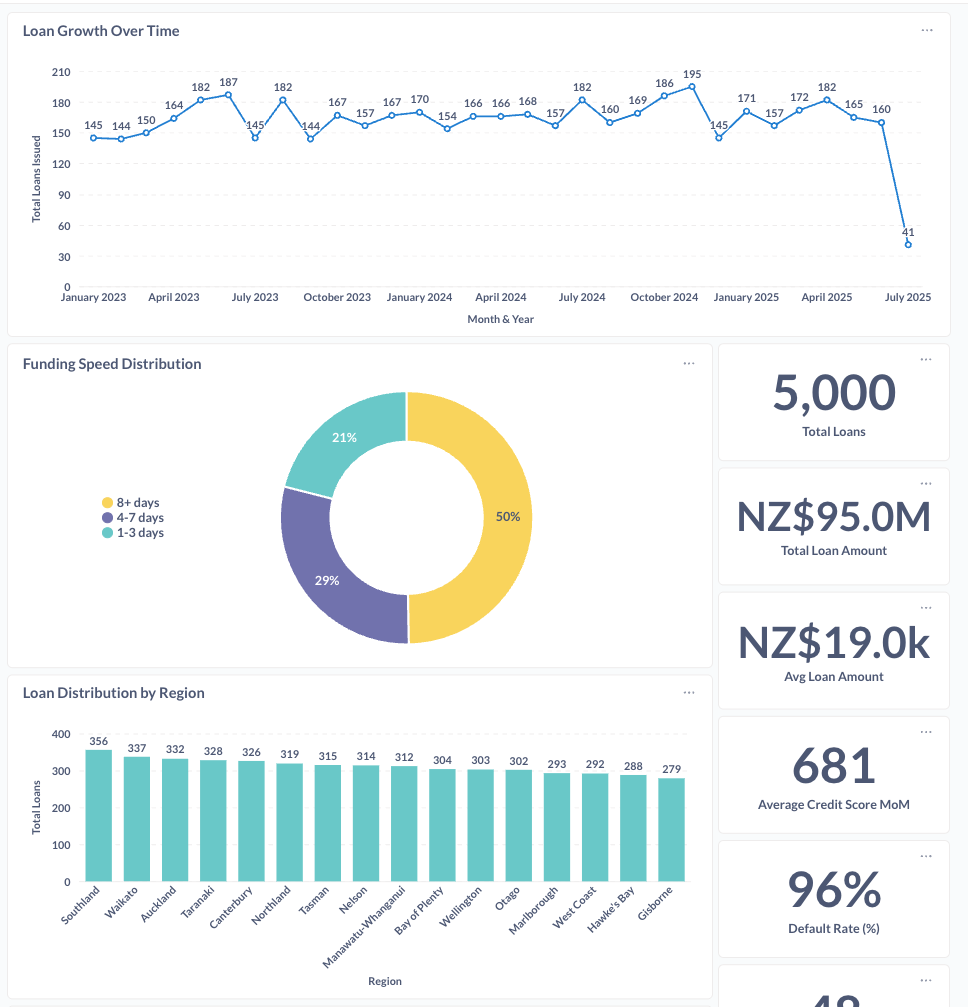 Loan Growth Over Time
...
Total Loans Issued
210
180
150
120
90
60
30
0
145 144 150 164 182 187 145 182 144 167 157 167 170 154 166 166 168 157 182 160 169 186 195 145 171 157 172 182 165 160 41
January 2023 April 2023 July 2023 October 2023 January 2024 April 2024 July 2024 October 2024 January 2025 April 2025 July 2025
Month & Year
Funding Speed Distribution
...
8+ days
4-7 days
1-3 days
21%
50%
29%
...
5,000
Total Loans
...
NZ$95.0M
Total Loan Amount
...
NZ$19.0k
Avg Loan Amount
Loan Distribution by Region
...
Total Loans
400
300
200
100
0
356 337 332 328 326 319 315 314 312 304 303 302 293 292 288 279
Southland Waikato Auckland Taranaki Canterbury Northland Tasman Nelson Manawatu-Whanganui Bay of Plenty Wellington Otago Marlborough West Coast Hawke's Bay Gisborne
Region
...
681
Average Credit Score MoM
...
96%
Default Rate (%)
...